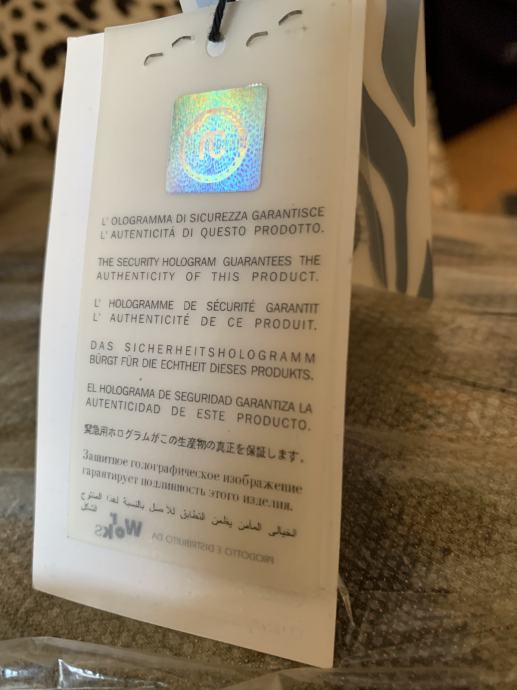 L' OLOGRAMMA DI SICUREZZA GARANTISCE
L' AUTENTICITÁ DI QUESTO PRODOTTO.
THE SECURITY HOLOGRAM GUARANTEES THE
AUTHENTICITY OF THIS PRODUCT.
L' HOLOGRAMME DE SÉCURITÉ GARANTIT
L' AUTHENTICITÉ DE CE PRODUIT.
DAS SICHERHEITSHOLOGRAMM
BÜRGT FÜR DIE ECHTHEIT DIESES PRODUKTS.
EL HOLOGRAMA DE SEGURIDAD GARANTIZA LA
AUTENTICIDAD DE ESTE PRODUCTO.
緊急用ホログラムがこの生産物の真正を保証します。
Защитное голографическое изображение
гарантирует подлинность этого изделия.
PRODOTTO E DISTRIBUITO DA
Works